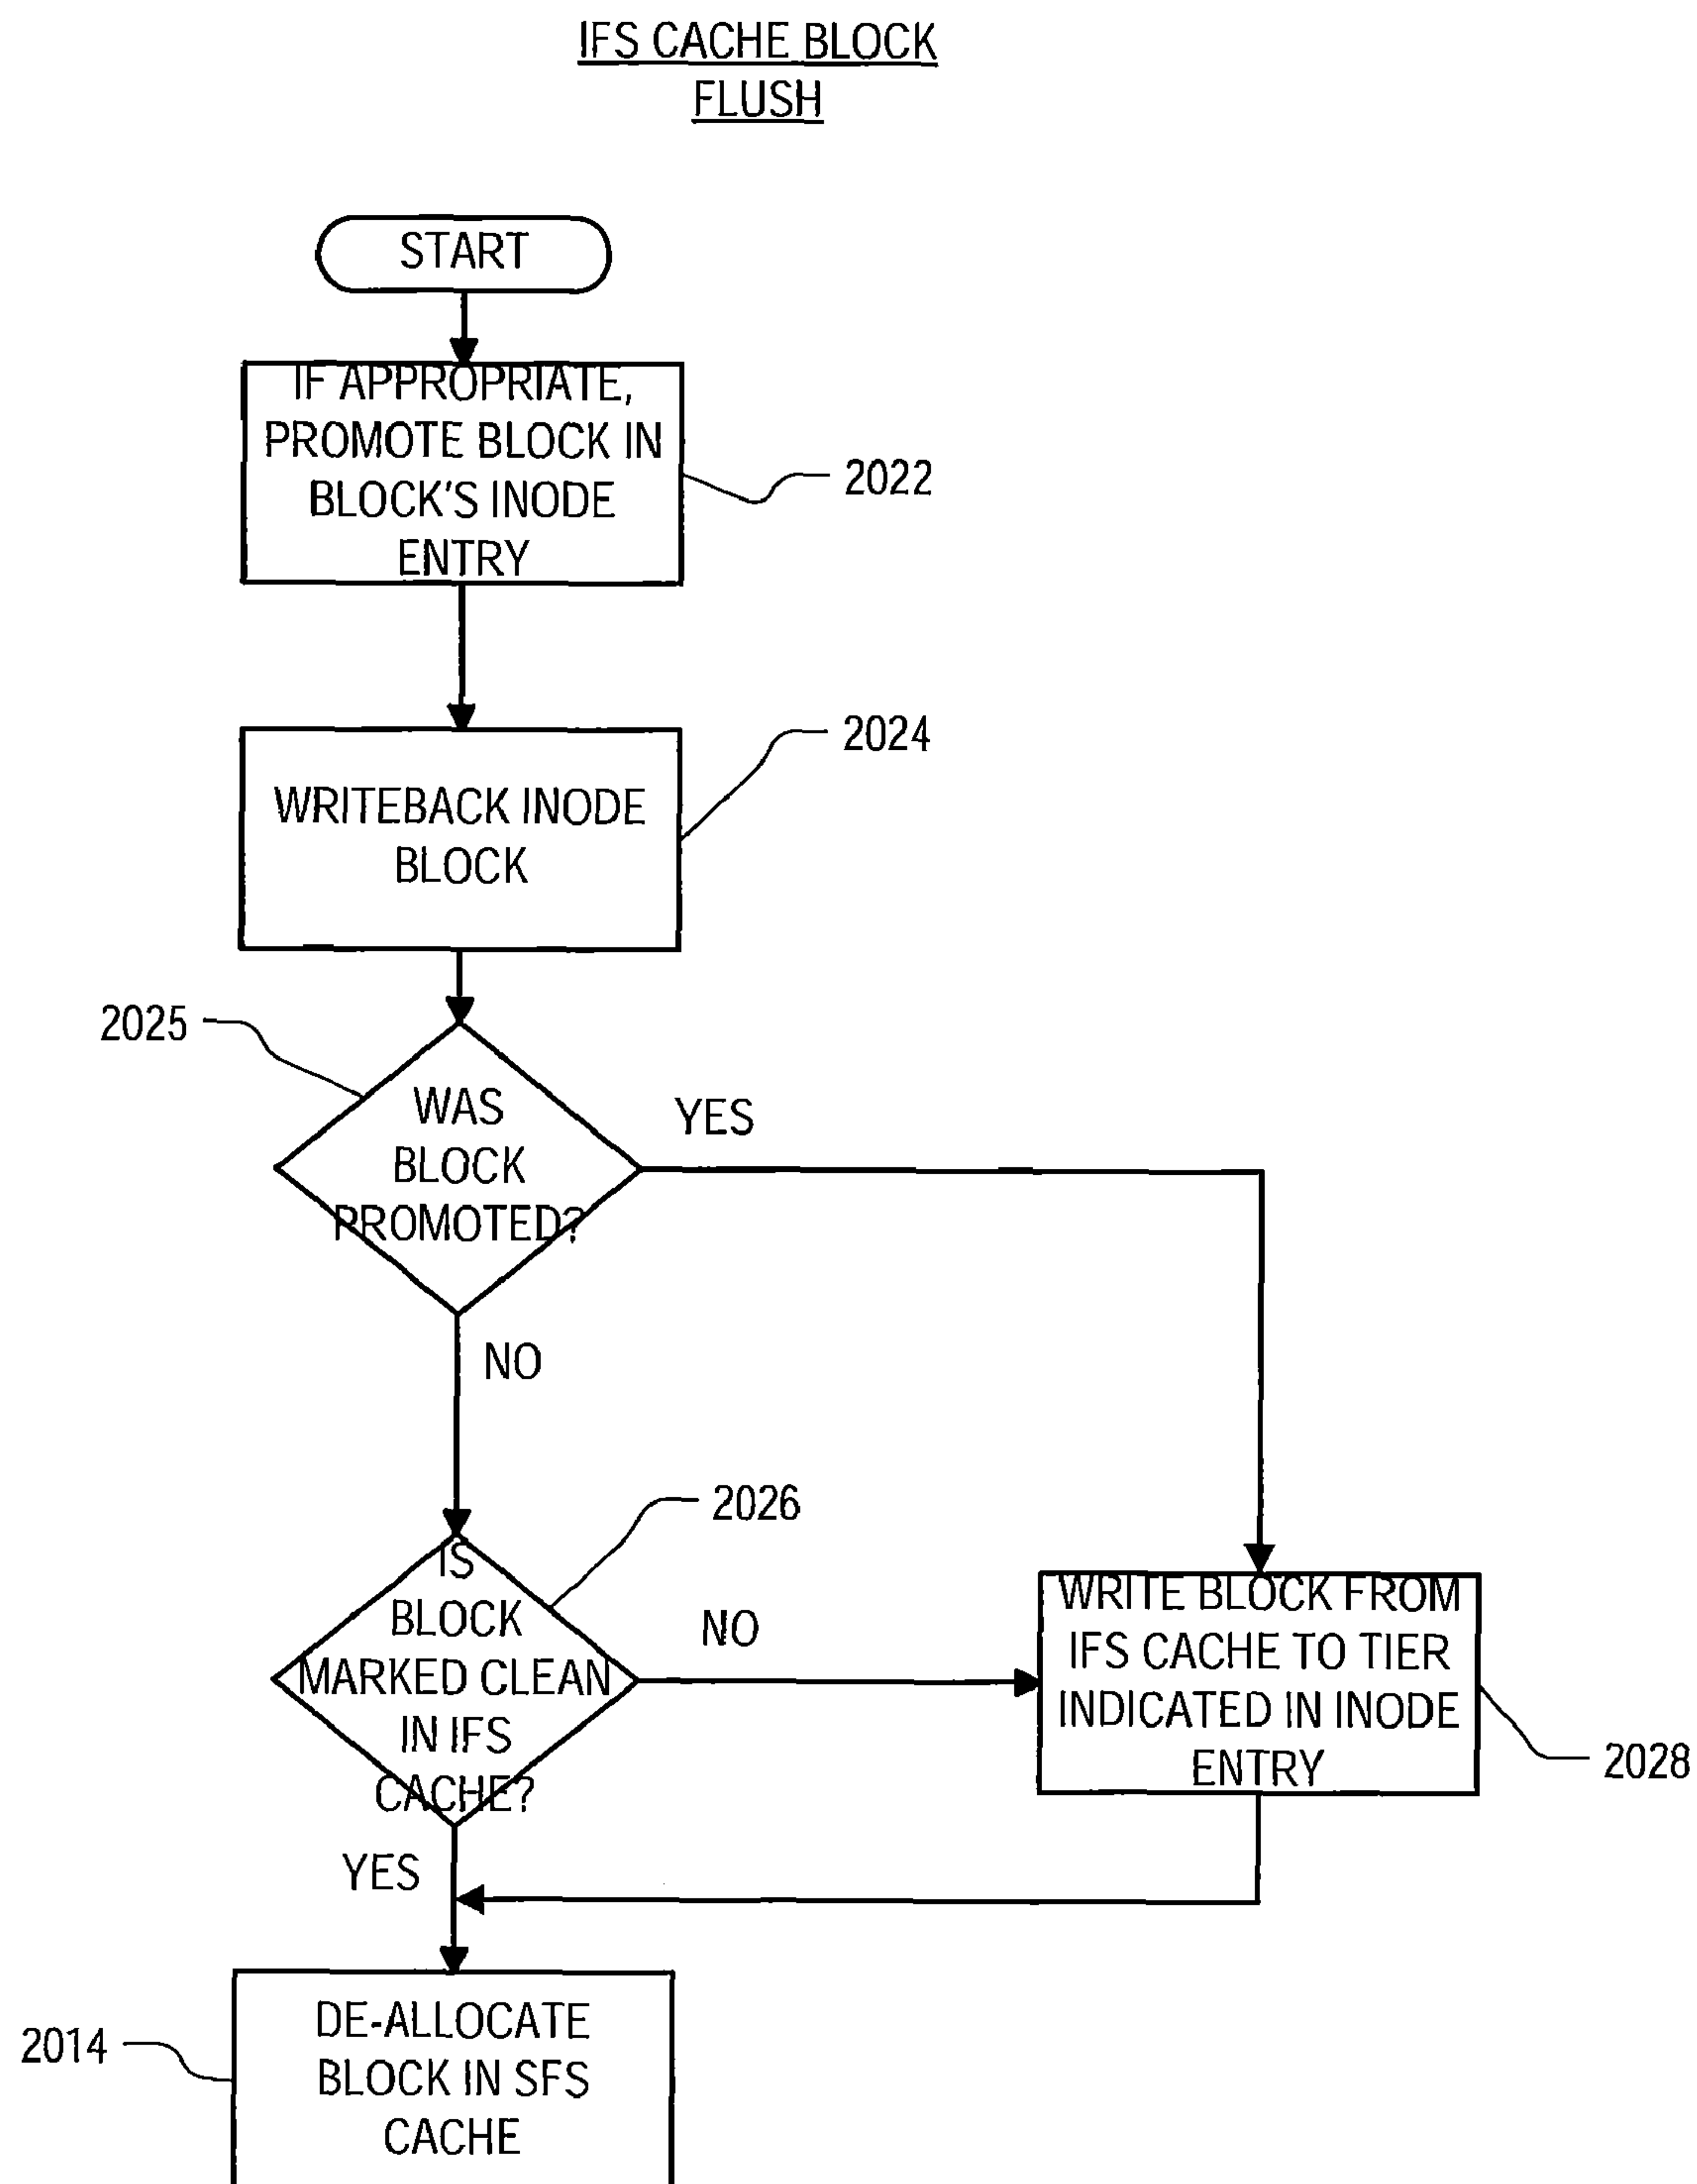 IFS CACHE BLOCK
FLUSH
START
IF APPROPRIATE,
PROMOTE BLOCK IN
BLOCK'S INODE
ENTRY
2022
WRITEBACK INODE
BLOCK
2024
2025
WAS
BLOCK
PROMOTED?
YES
NO
2026
IS
BLOCK
MARKED CLEAN
IN IFS
CACHE?
NO
WRITE BLOCK FROM
IFS CACHE TO TIER
INDICATED IN INODE
ENTRY
2028
YES
2014
DE-ALLOCATE
BLOCK IN SFS
CACHE